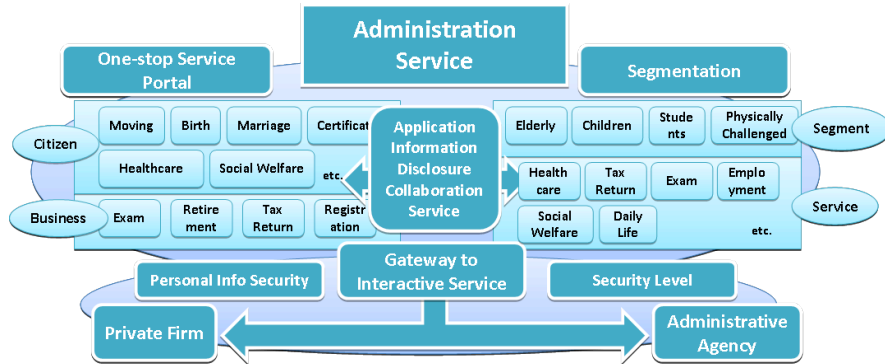 Administration
Service
One-stop Service
Portal
Segmentation
Citizen
Moving
Birth
Marriage
Certificat
Healthcare
Social Welfare
etc.
Business
Exam
Retire
ment
Tax
Return
Registr
ation
Application
Information
Disclosure
Collaboration
Service
Elderly
Children
Stude
nts
Physically
Challenged
Segment
Health
care
Tax
Return
Exam
Emplo
yment
Social
Welfare
Daily
Life
etc.
Service
Personal Info Security
Gateway to
Interactive Service
Security Level
Private Firm
Administrative
Agency